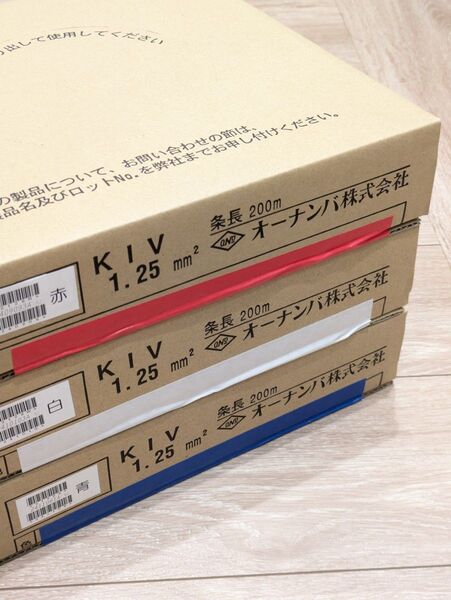 出して使用してください
の製品について、お問い合わせの節は、
品名及びロットNo.を弊社までお申し付けください。
赤
KIV
1.25 mm²
条長 200m
ONB オーナンバ株式会社
白
KIV
1.25 mm²
条長 200m
ONB オーナンバ株式会社
色
青
KIV
1.25 mm²
条長 200m
ONB オーナンバ株式会社
色